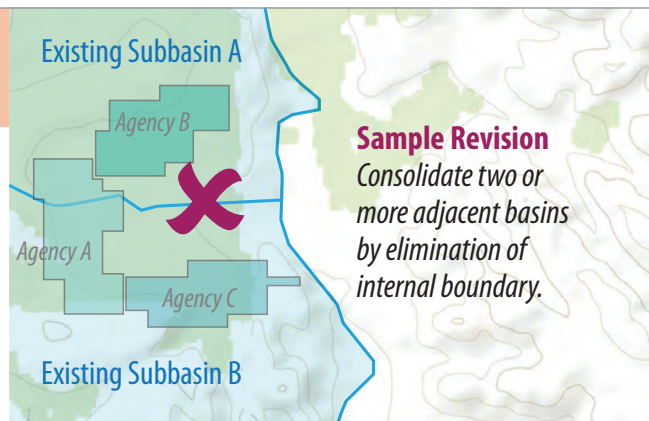 Existing Subbasin A
Agency B
Sample Revision
Consolidate two or
more adjacent basins
by elimination of
internal boundary.
Agency A
Agency C
Existing Subbasin B